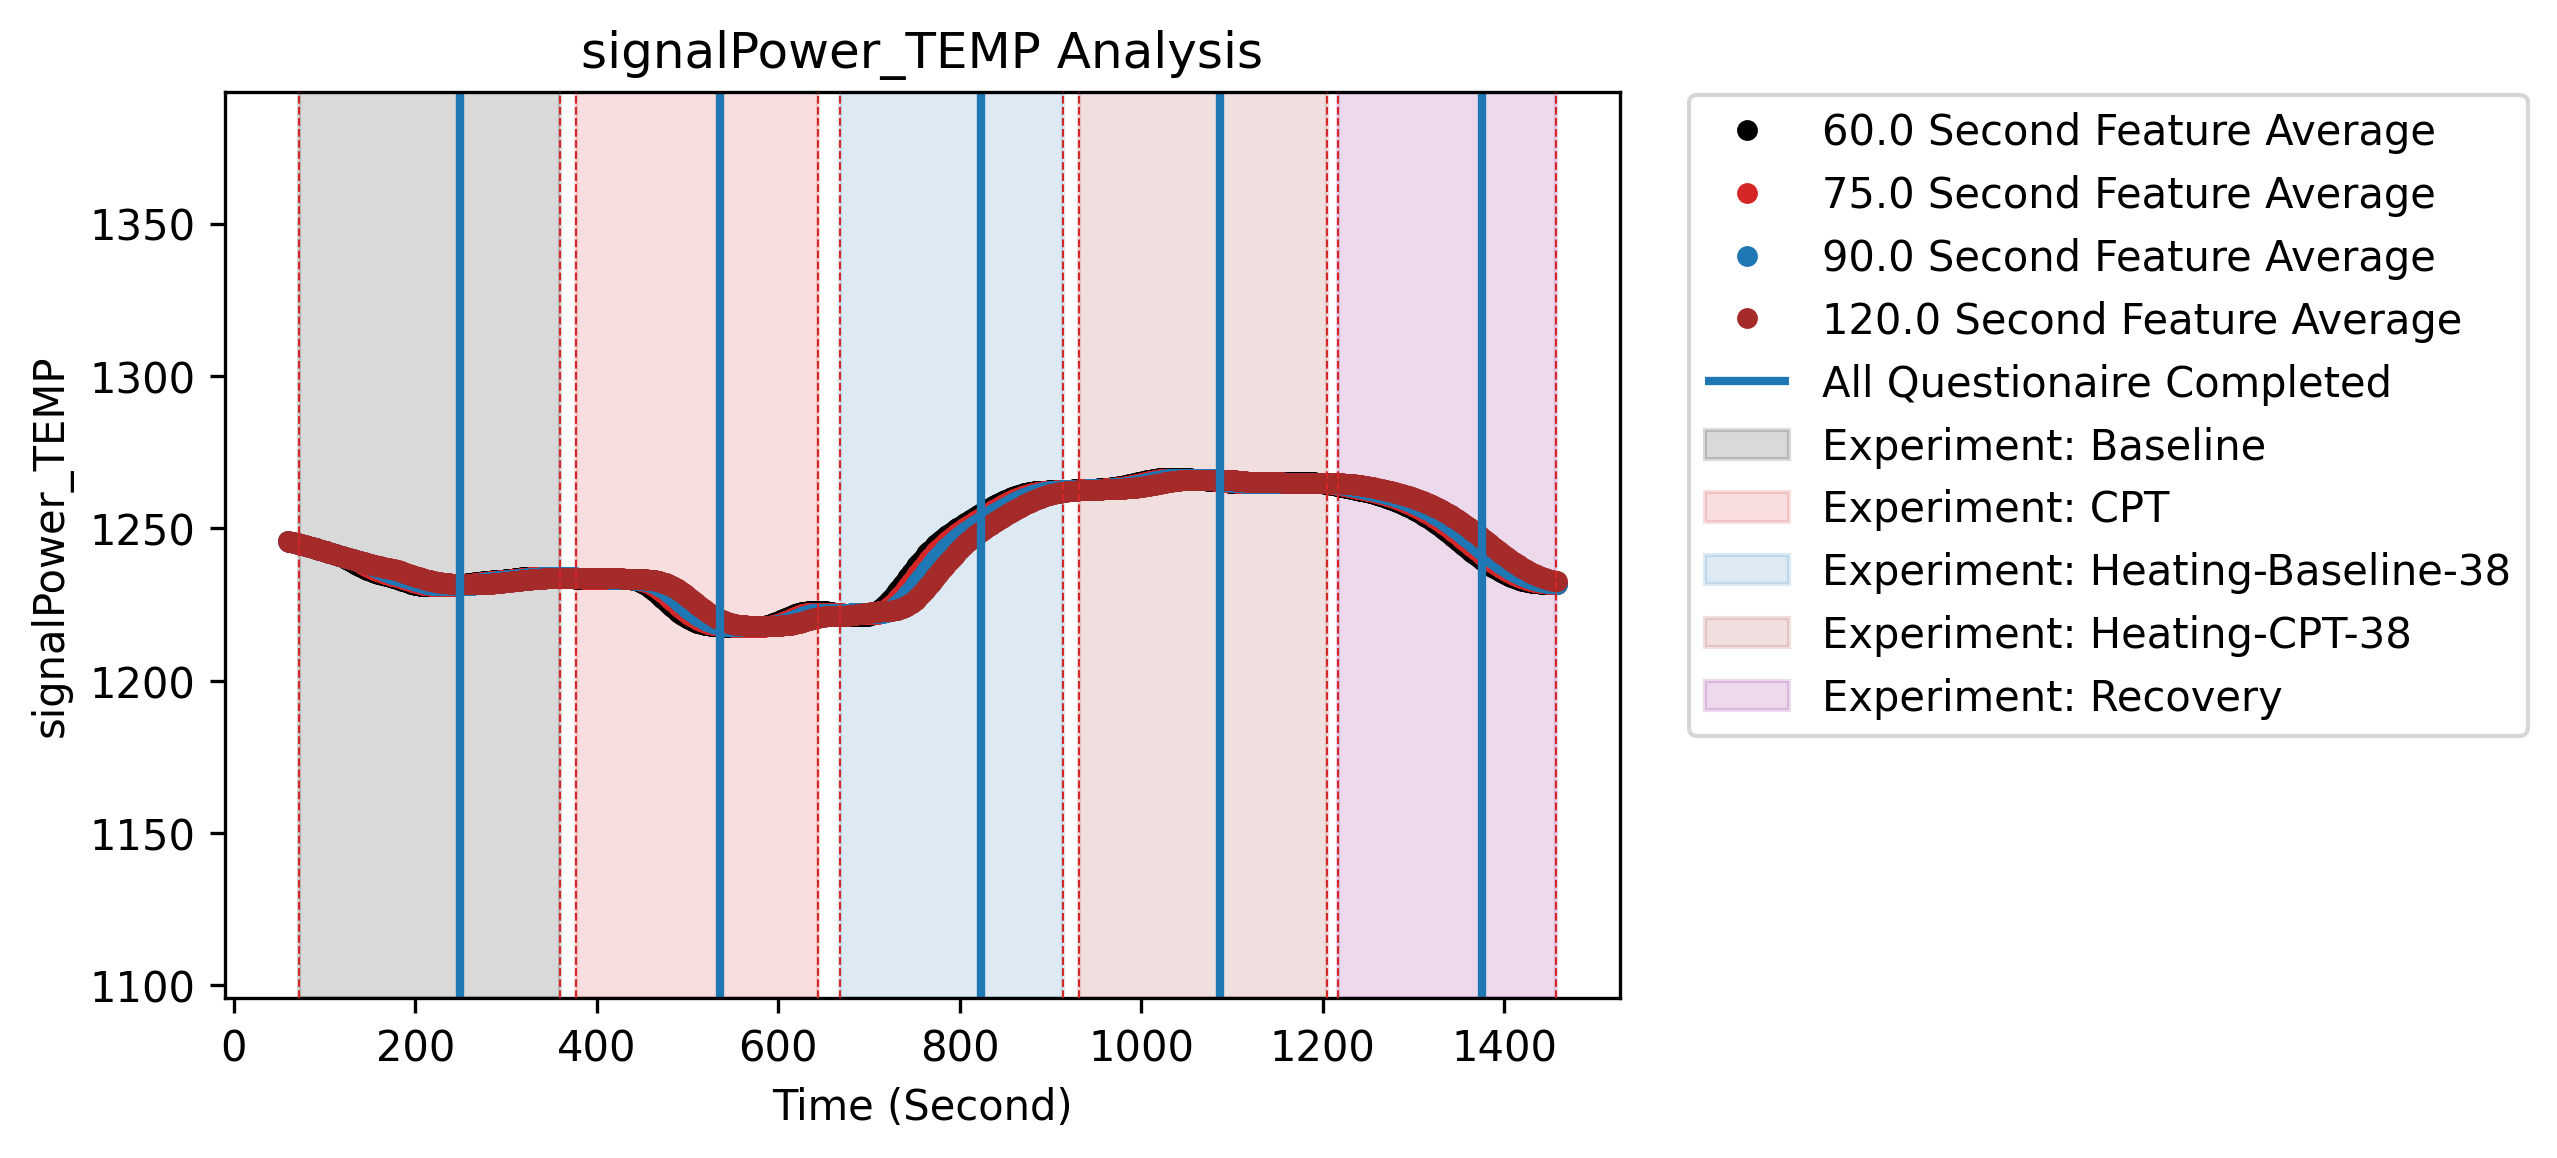 signalPower_TEMP Analysis
signalPower_TEMP
1350
1300
1250
1200
1150
1100
0 200 400 600 800 1000 1200 1400
Time (Second)
60.0 Second Feature Average
75.0 Second Feature Average
90.0 Second Feature Average
120.0 Second Feature Average
All Questionaire Completed
Experiment: Baseline
Experiment: CPT
Experiment: Heating-Baseline-38
Experiment: Heating-CPT-38
Experiment: Recovery